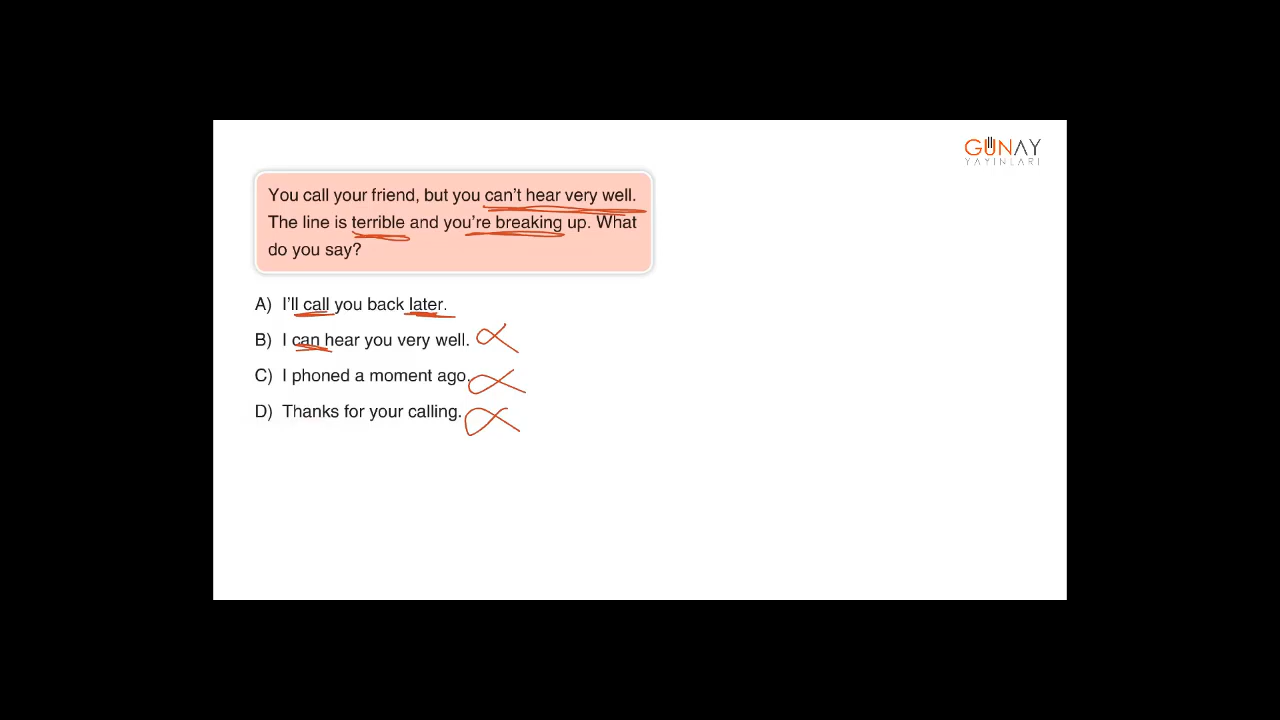 GÜNAY
YAYINLARI
You call your friend, but you can't hear very well.
The line is terrible and you're breaking up. What
do you say?
A) I'll call you back later.
B) I can hear you very well.
C) I phoned a moment ago.
D) Thanks for your calling.